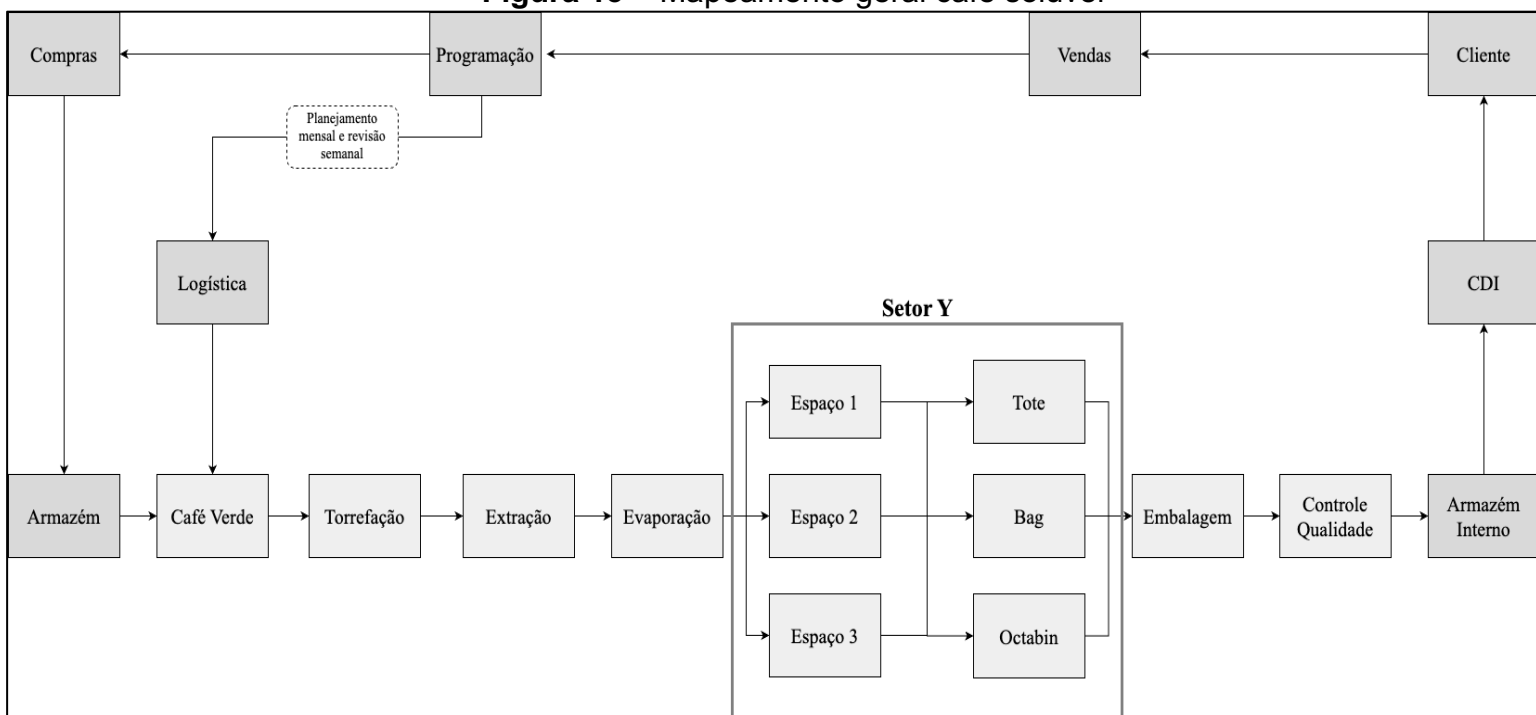 Compras
Programação
Vendas
Cliente
Planejamento
mensal e revisão
semanal
Logística
CDI
Setor Y
Espaço 1
Tote
Armazém
Café Verde
Torrefação
Extração
Evaporação
Espaço 2
Bag
Embalagem
Controle
Qualidade
Armazém
Interno
Espaço 3
Octabin